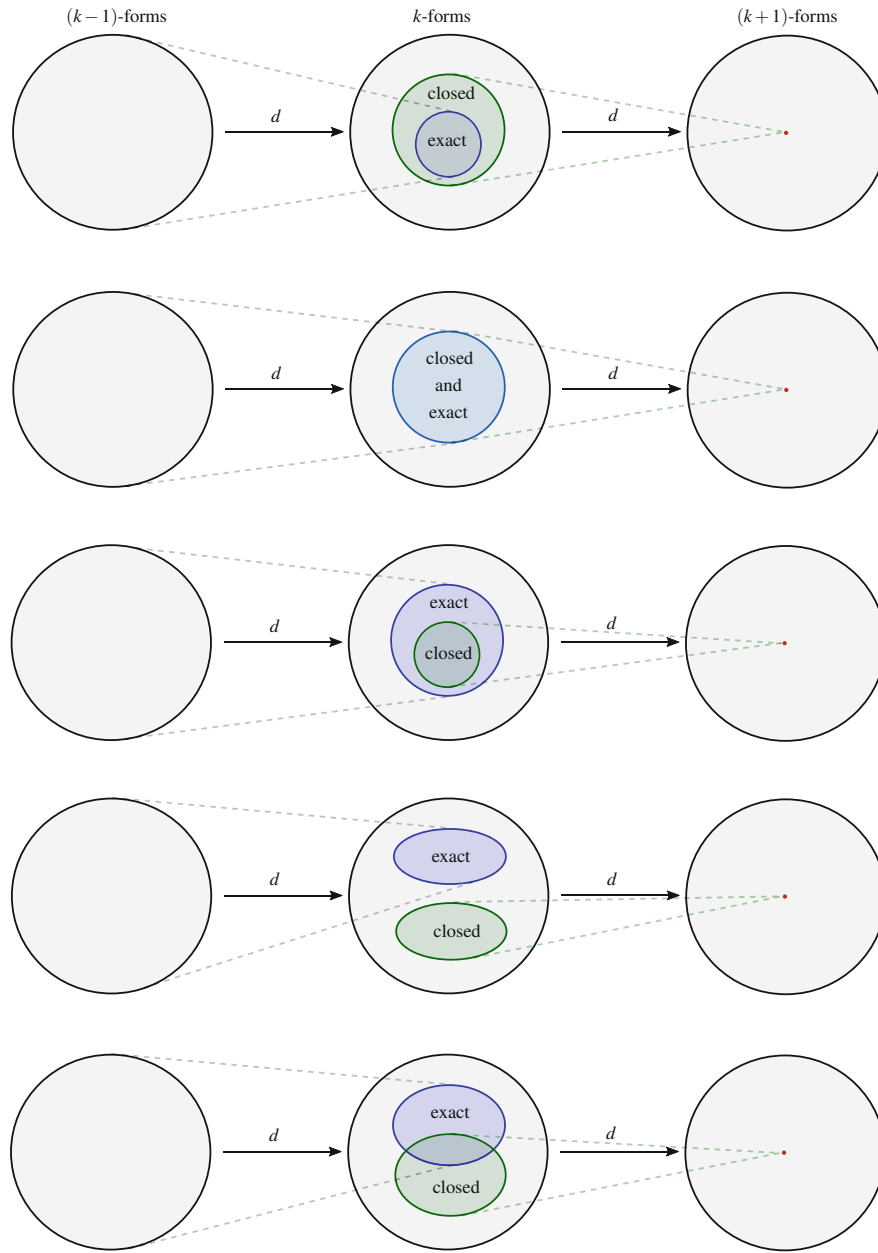 (k − 1)-forms k-forms (k + 1)-forms
closed
d d
exact
closed
d and d
exact
exact
d d
closed
exact
d d
closed
exact
d d
closed